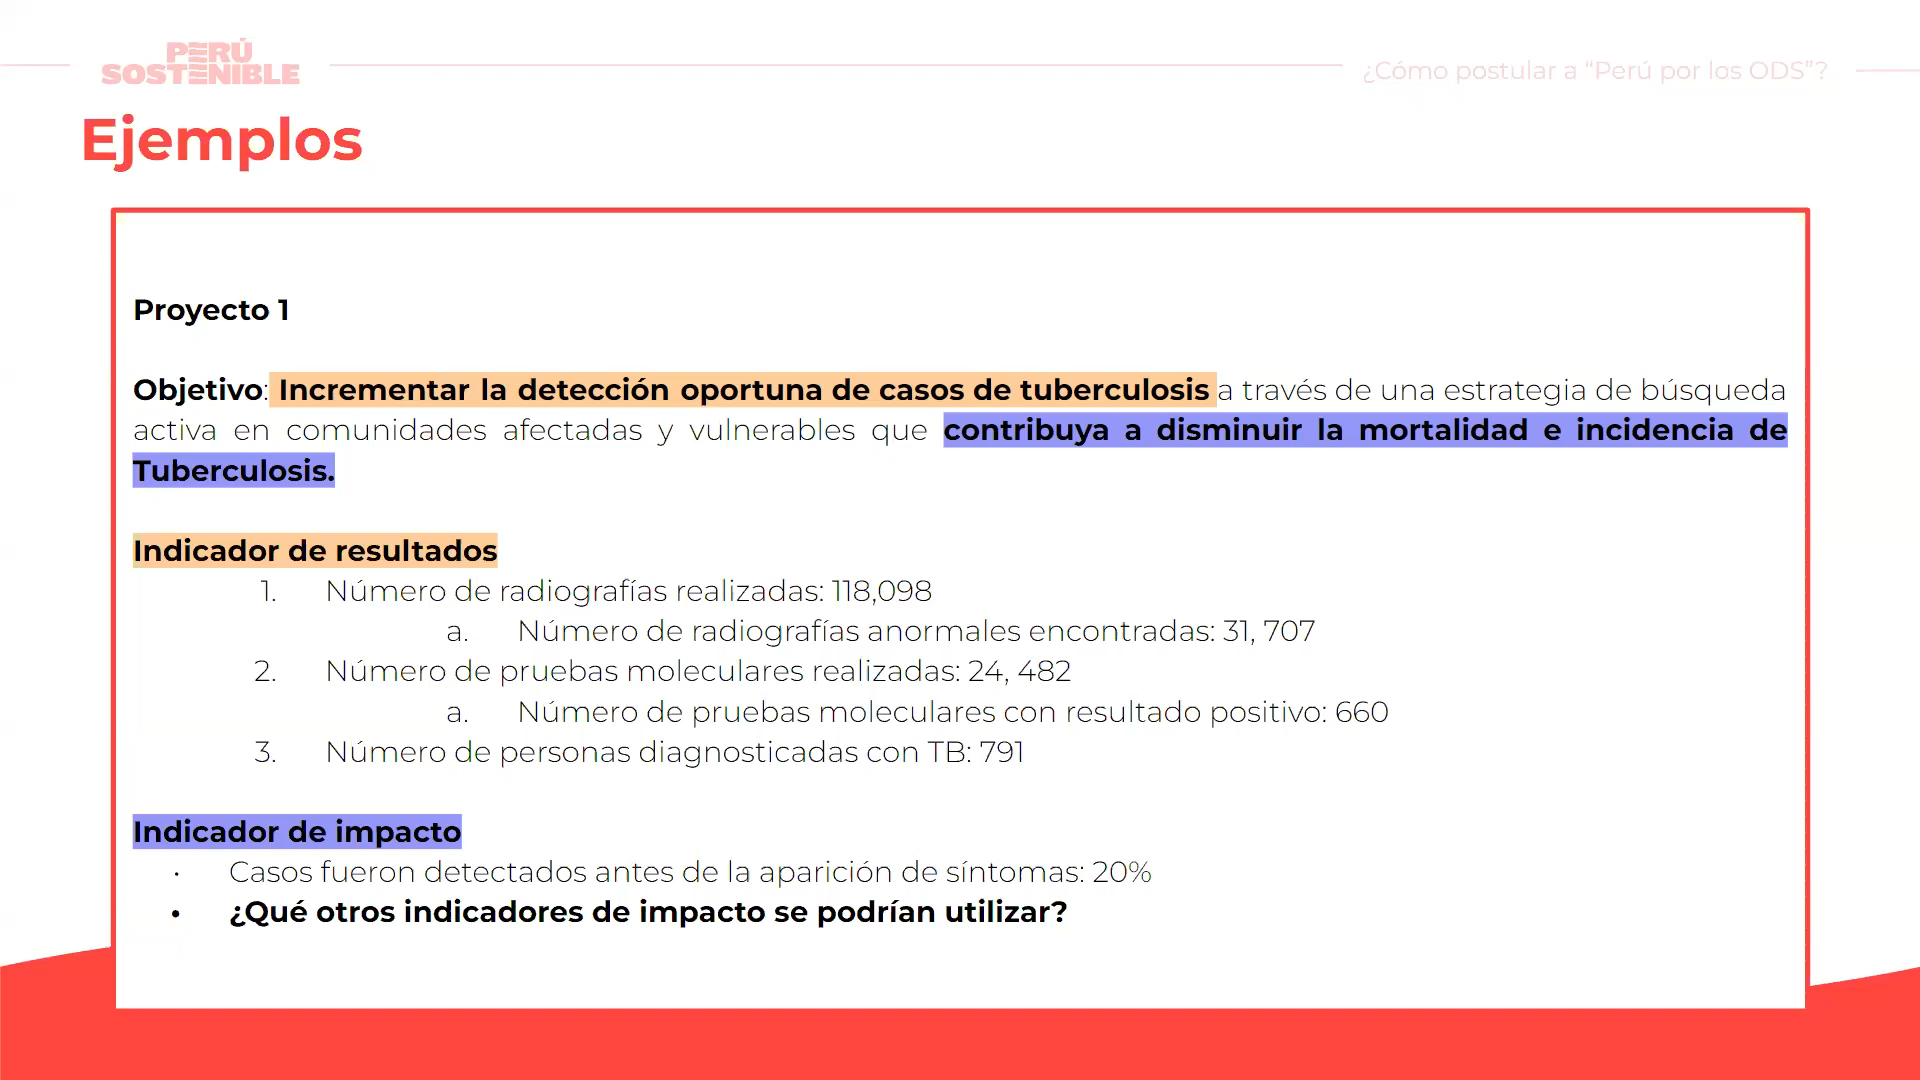 PERÚ
SOSTENIBLE
¿Cómo postular a “Perú por los ODS”?
Ejemplos
Proyecto 1
Objetivo: Incrementar la detección oportuna de casos de tuberculosis a través de una estrategia de búsqueda
activa en comunidades afectadas y vulnerables que contribuya a disminuir la mortalidad e incidencia de
Tuberculosis.
Indicador de resultados
1. Número de radiografías realizadas: 118,098
a. Número de radiografías anormales encontradas: 31, 707
2. Número de pruebas moleculares realizadas: 24, 482
a. Número de pruebas moleculares con resultado positivo: 660
3. Número de personas diagnosticadas con TB: 791
Indicador de impacto
• Casos fueron detectados antes de la aparición de síntomas: 20%
• ¿Qué otros indicadores de impacto se podrían utilizar?